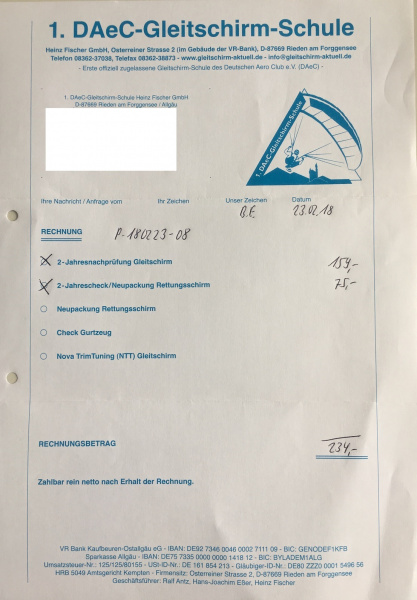 1. DAeC-Gleitschirm-Schule
Heinz Fischer GmbH, Osterreiner Strasse 2 (im Gebäude der VR-Bank), D-87669 Rieden am Forggensee
Telefon 08362-37038, Telefax 08362-38873 - www.gleitschirm-aktuell.de - info@gleitschirm-aktuell.de
- Erste offiziell zugelassene Gleitschirm-Schule des Deutschen Aero Club e.V. (DAeC) -
1. DAeC-Gleitschirm-Schule Heinz Fischer GmbH
D-87669 Rieden am Forggensee / Allgäu
1. DAeC-Gleitschirm-Schule
Ihre Nachricht / Anfrage vom Ihr Zeichen Unser Zeichen Datum
B.E. 23.02.18
RECHNUNG P-180223-08
2-Jahresnachprüfung Gleitschirm 159,-
2-Jahrescheck/Neupackung Rettungsschirm 75,-
Neupackung Rettungsschirm
Check Gurtzeug
Nova TrimTuning (NTT) Gleitschirm
RECHNUNGSBETRAG 234,-
Zahlbar rein netto nach Erhalt der Rechnung.
VR Bank Kaufbeuren-Ostallgäu eG - IBAN: DE92 7346 0046 0002 7111 09 - BIC: GENODEF1KFB
Sparkasse Allgäu - IBAN: DE75 7335 0000 0000 1418 12 - BIC: BYLADEM1ALG
Umsatzsteuer-Nr.: 125/125/80155 - USt-Id-Nr.: DE 161 854 213 - Gläubiger-ID-Nr.: DE80 ZZZ0 0001 5496 56
HRB 5849 Amtsgericht Kempten - Firmensitz: Osterreiner Strasse 2, D-87669 Rieden am Forggensee
Geschäftsführer: Ralf Antz, Hans-Joachim Eßer, Heinz Fischer